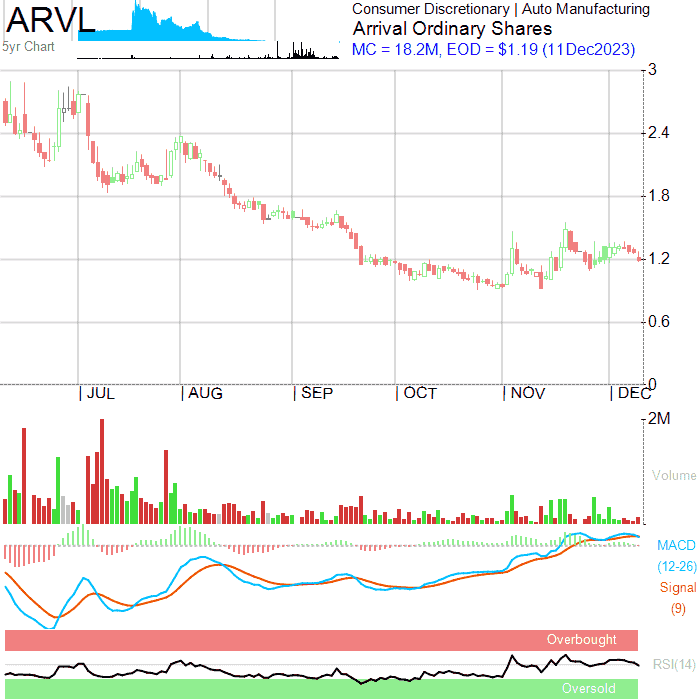 ARVL
5yr Chart
Consumer Discretionary | Auto Manufacturing
Arrival Ordinary Shares
MC = 18.2M, EOD = $1.19 (11Dec2023)
3
2.4
1.8
1.2
0.6
0
JUL AUG SEP OCT NOV DEC
2M
Volume
MACD
(12-26)
Signal
(9)
Overbought
RSI(14)
Oversold